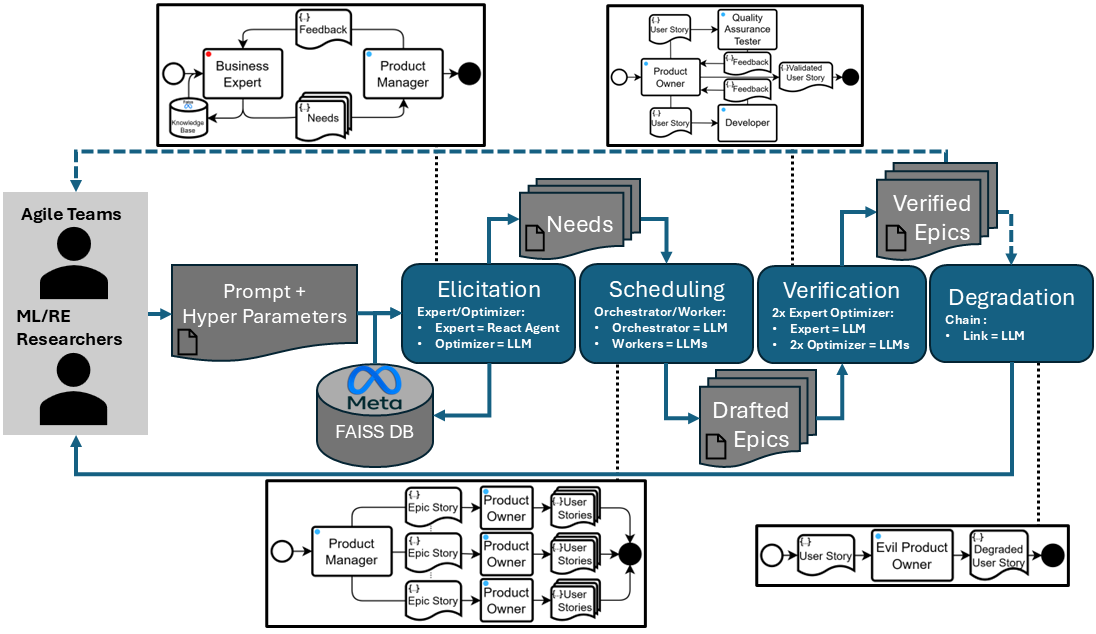 {..}
Feedback
Business
Expert
Product
Manager
Faiss
Knowledge
Base
{..}
Needs
{..}
User Story
Quality
Assurance
Tester
Product
Owner
{..}
Feedback
{..}Validated
User Story
{..}
Feedback
{..}
User Story
Developer
Agile Teams
ML/RE
Researchers
Prompt +
Hyper Parameters
Meta
FAISS DB
Elicitation
Expert/Optimizer:
• Expert = React Agent
• Optimizer = LLM
Needs
Scheduling
Orchestrator/Worker:
• Orchestrator = LLM
• Workers = LLMs
Drafted
Epics
Verification
2x Expert Optimizer:
• Expert = LLM
• 2x Optimizer = LLMs
Verified
Epics
Degradation
Chain :
• Link = LLM
Product
Manager
{..}
Epic Story
Product
Owner
{..}User
Stories
{..}
Epic Story
Product
Owner
{..}User
Stories
{..}
Epic Story
Product
Owner
{..}User
Stories
{..}
User Story
Evil Product
Owner
{..}
Degraded
User Story